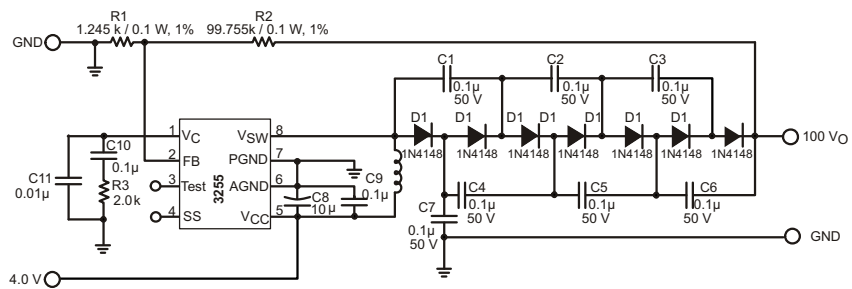 R1
1.245 k / 0.1 W, 1%
R2
99.755k / 0.1 W, 1%
GND
C1
0.1μ
50 V
C2
0.1μ
50 V
C3
0.1μ
50 V
C11
0.01μ
C10
0.1μ
R3
2.0k
1
2
3
4
VC
FB
Test
SS
3255
VSW
PGND
AGND
VCC
8
7
6
5
C8
10μ
C9
0.1μ
D1
1N4148
D1
1N4148
D1
1N4148
D1
1N4148
D1
1N4148
D1
1N4148
1N4148
100 VO
C7
0.1μ
50 V
C4
0.1μ
50 V
C5
0.1μ
50 V
C6
0.1μ
50 V
GND
4.0 V